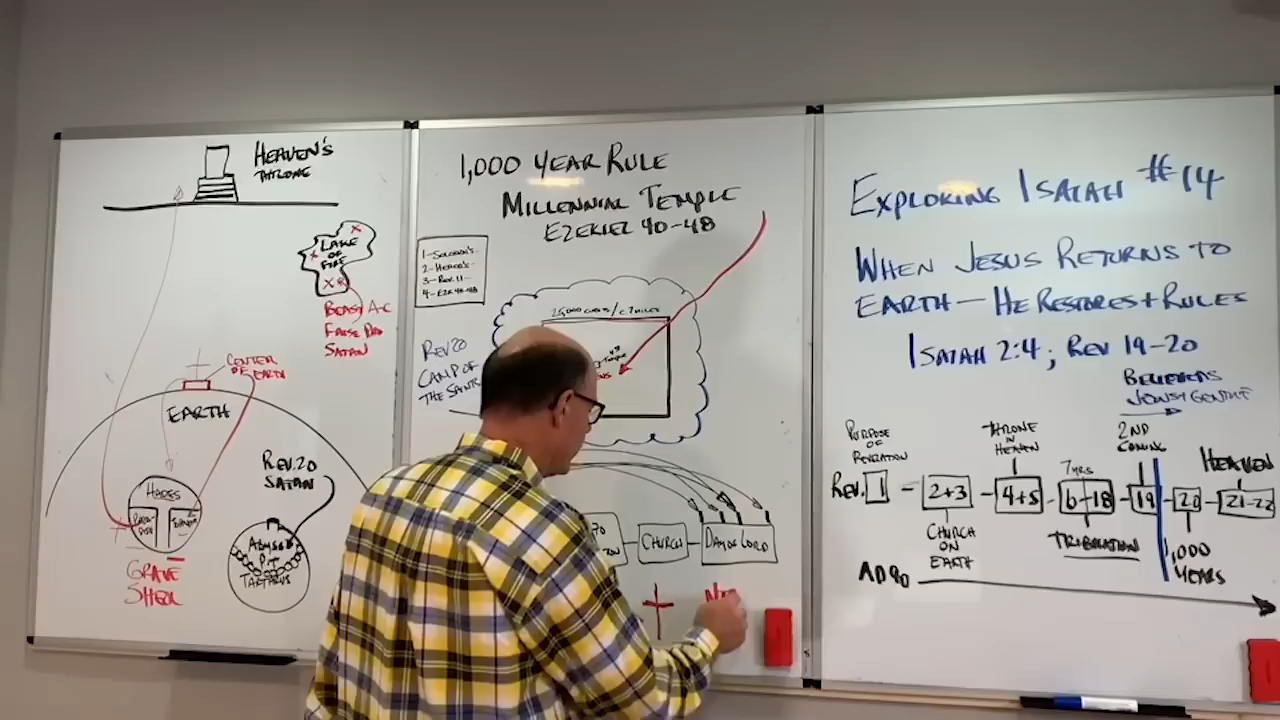 HEAVEN'S
THRONE
LAKE
OF
FIRE
BEAST A-C
FALSE PRO
SATAN
CENTER
OF EARTH
EARTH
REV. 20
SATAN
HADES
ABYSS
PIT
TARTARUS
GRAVE
SHEOL
1,000 YEAR RULE
MILLENNIAL TEMPLE
EZEKIEL 40-48
1-SOLOMON'S
2-HEROD'S
3-REV. 11
4-EZE 40-48
25,000 CUBITS/
REV 20
CAMP OF
THE SAINTS
TEMPLE
70
CHURCH
DAY OF LORD
EXPLORING ISAIAH #14
WHEN JESUS RETURNS TO
EARTH - HE RESTORES + RULES
ISAIAH 2:4; REV 19-20
BELIEVERS
JEWS/GENTILE
PURPOSE
OF
REVELATION
THRONE
IN
HEAVEN
2ND
COMING
7 YRS
HEAVEN
REV. 1 - 2+3 - 4+5 - 6-18 - 19 - 20 - 21-22
CHURCH
ON
EARTH
TRIBULATION
1,000
YEARS
AD 90